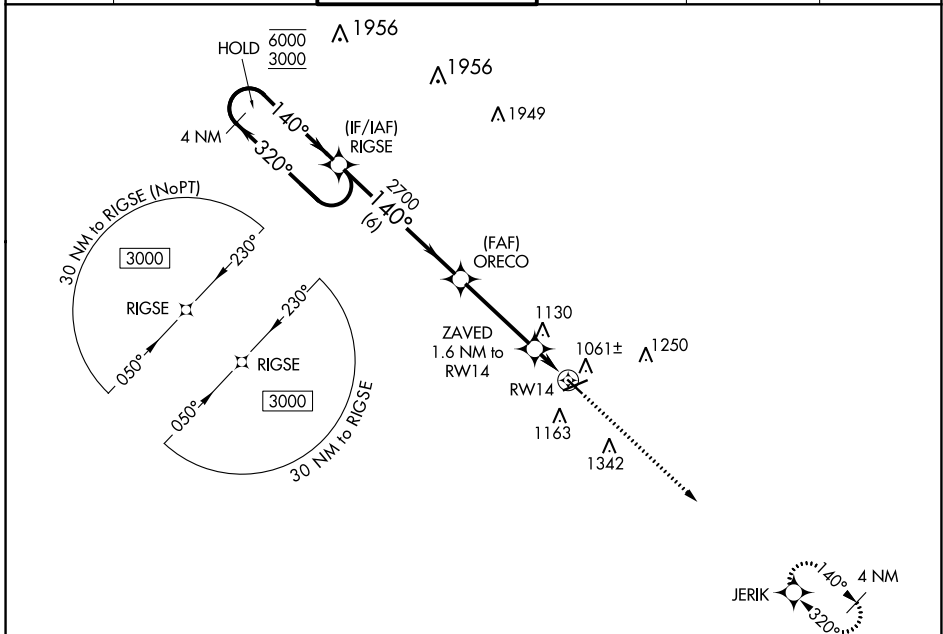 HOLD
6000
3000
1956
1956
1949
4 NM
140°
320°
(IF/IAF)
RIGSE
2700
140°
(6)
30 NM to RIGSE (NoPT)
3000
230°
RIGSE
050°
230°
RIGSE
3000
050°
30 NM to RIGSE
(FAF)
ORECO
ZAVED
1.6 NM to
RW14
1130
1061±
1250
RW14
1163
1342
JERIK
140°
4 NM
320°